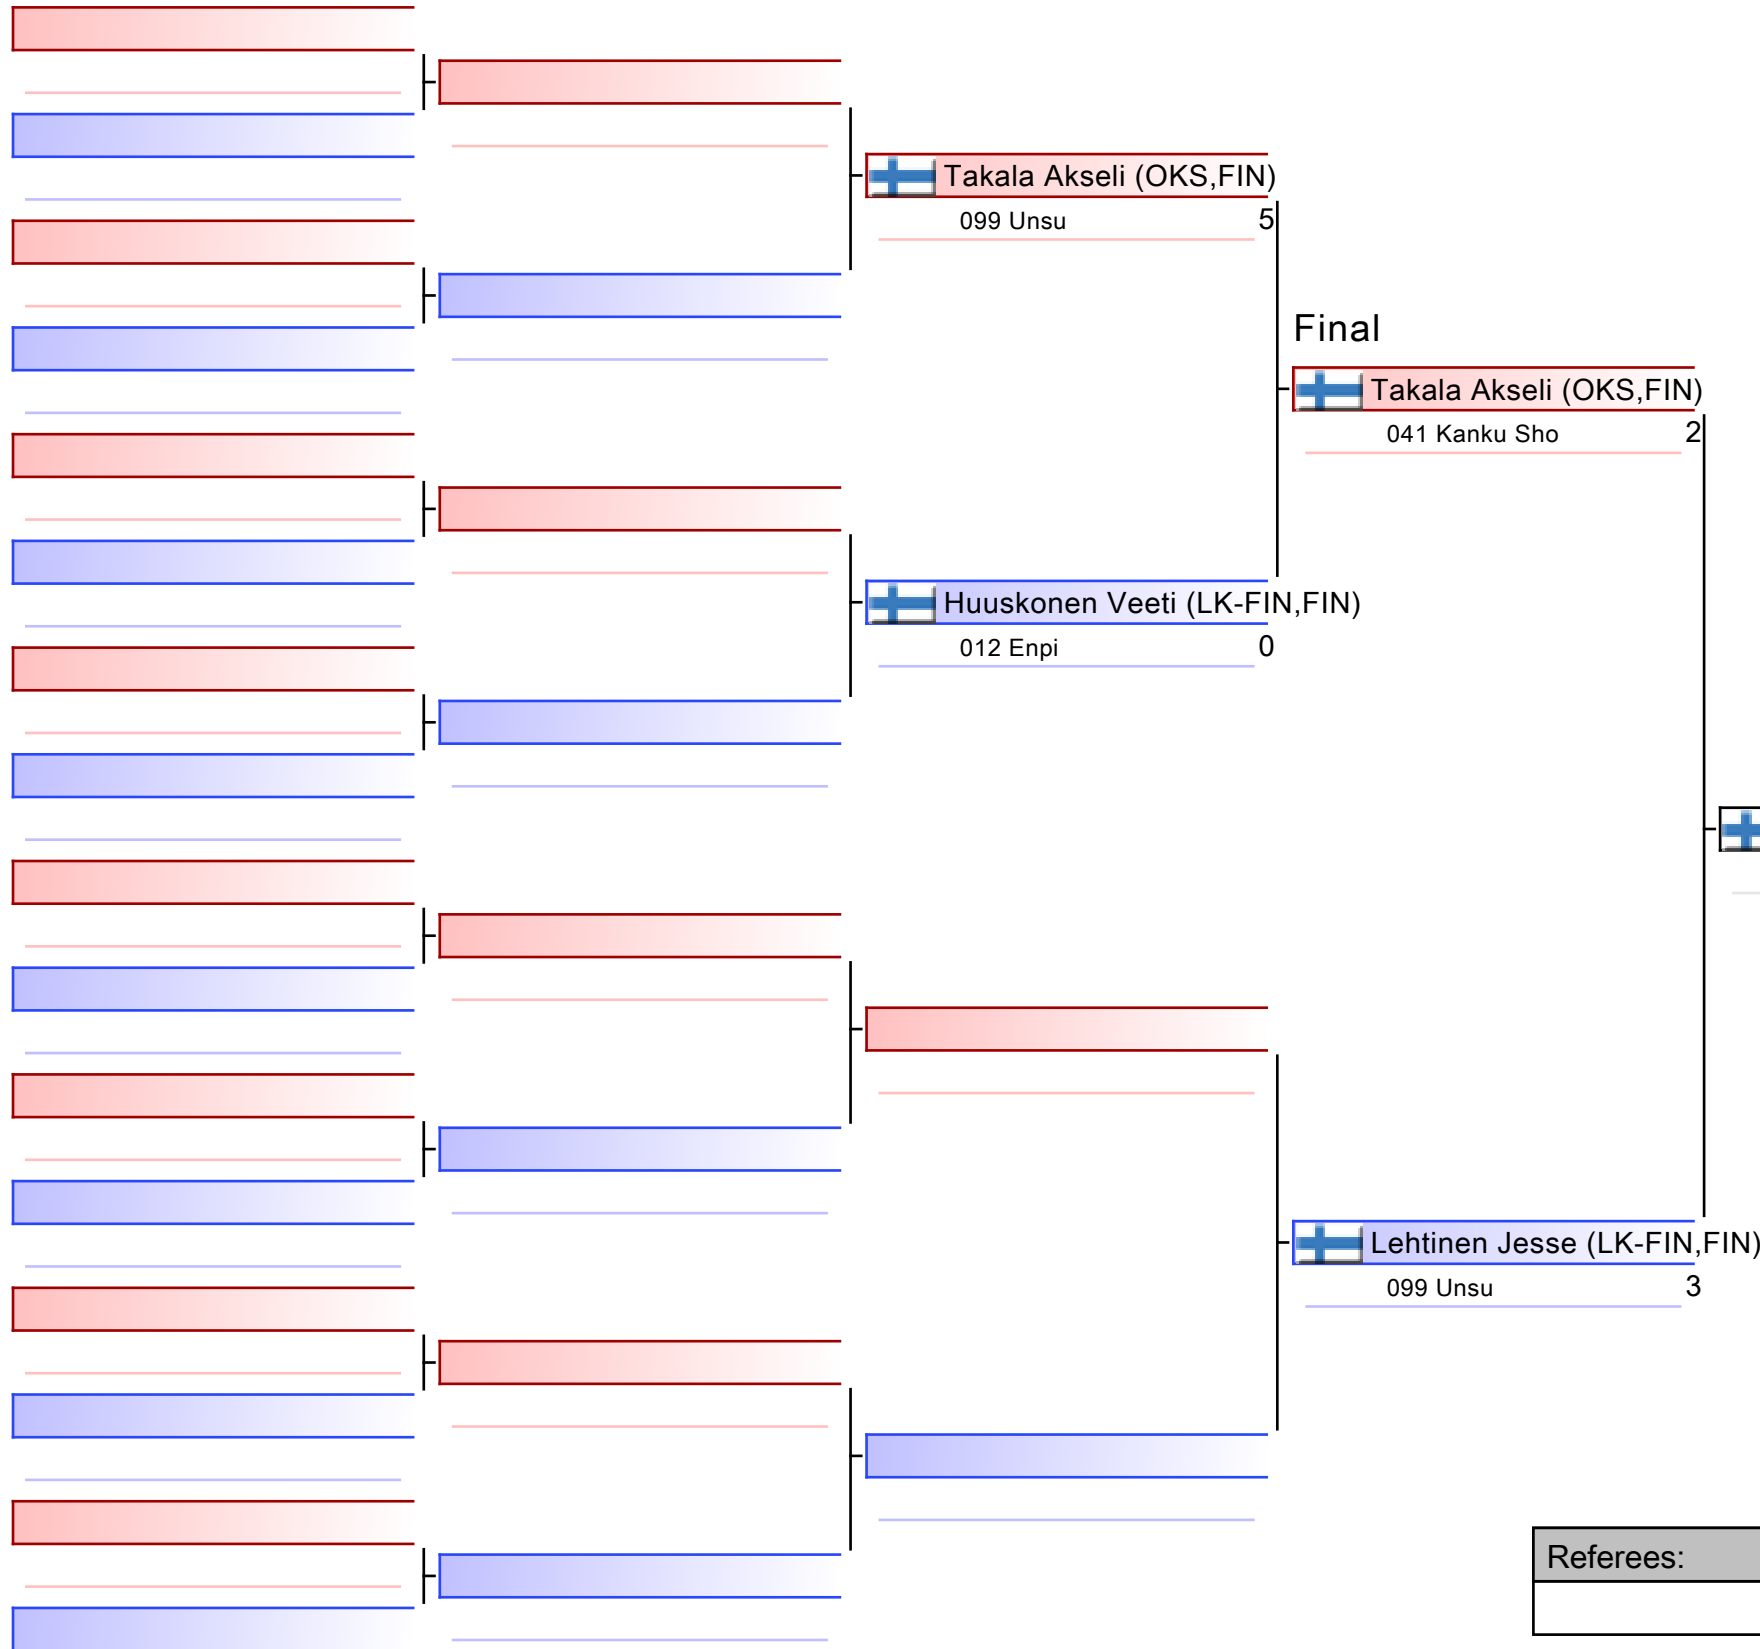 Takala Akseli (OKS,FIN)
099 Unsu 5
Final
Takala Akseli (OKS,FIN)
041 Kanku Sho 2
Huuskonen Veeti (LK-FIN,FIN)
012 Enpi 0
Lehtinen Jesse (LK-FIN,FIN)
099 Unsu 3
Referees: